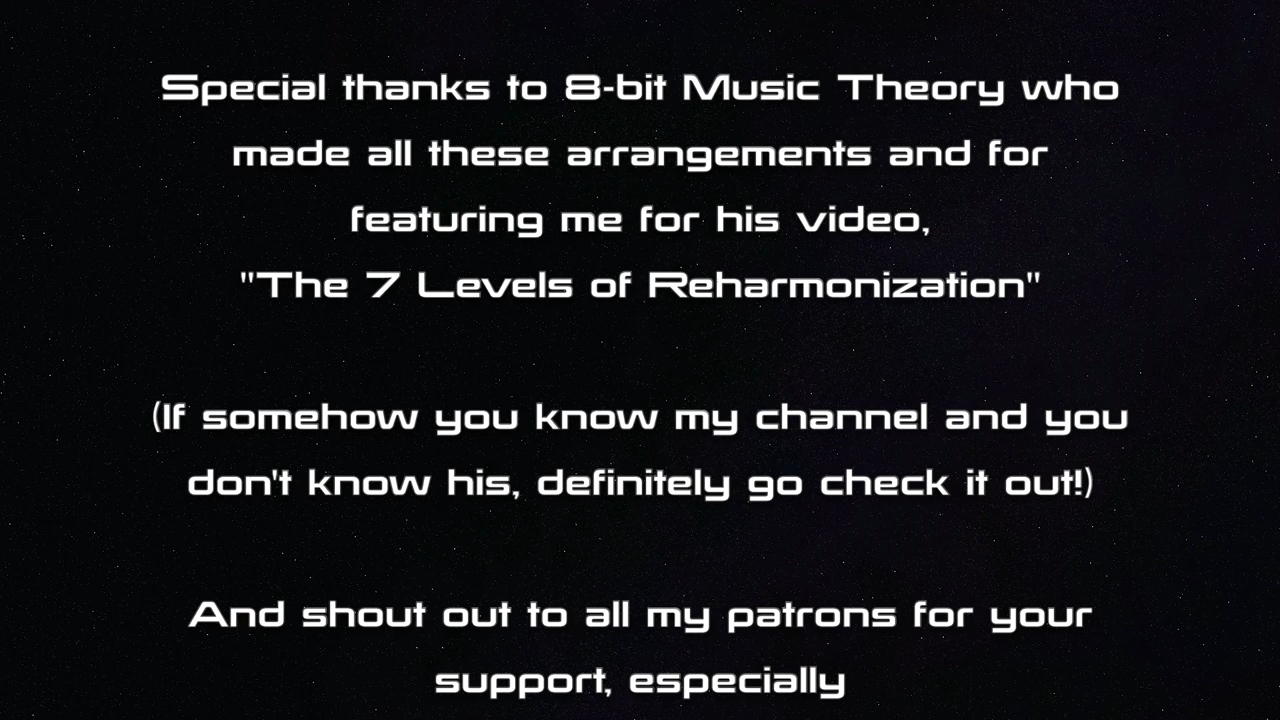 Special thanks to 8-bit Music Theory who
made all these arrangements and for
featuring me for his video,
"The 7 Levels of Reharmonization"
(If somehow you know my channel and you
don't know his, definitely go check it out!)
And shout out to all my patrons for your
support, especially